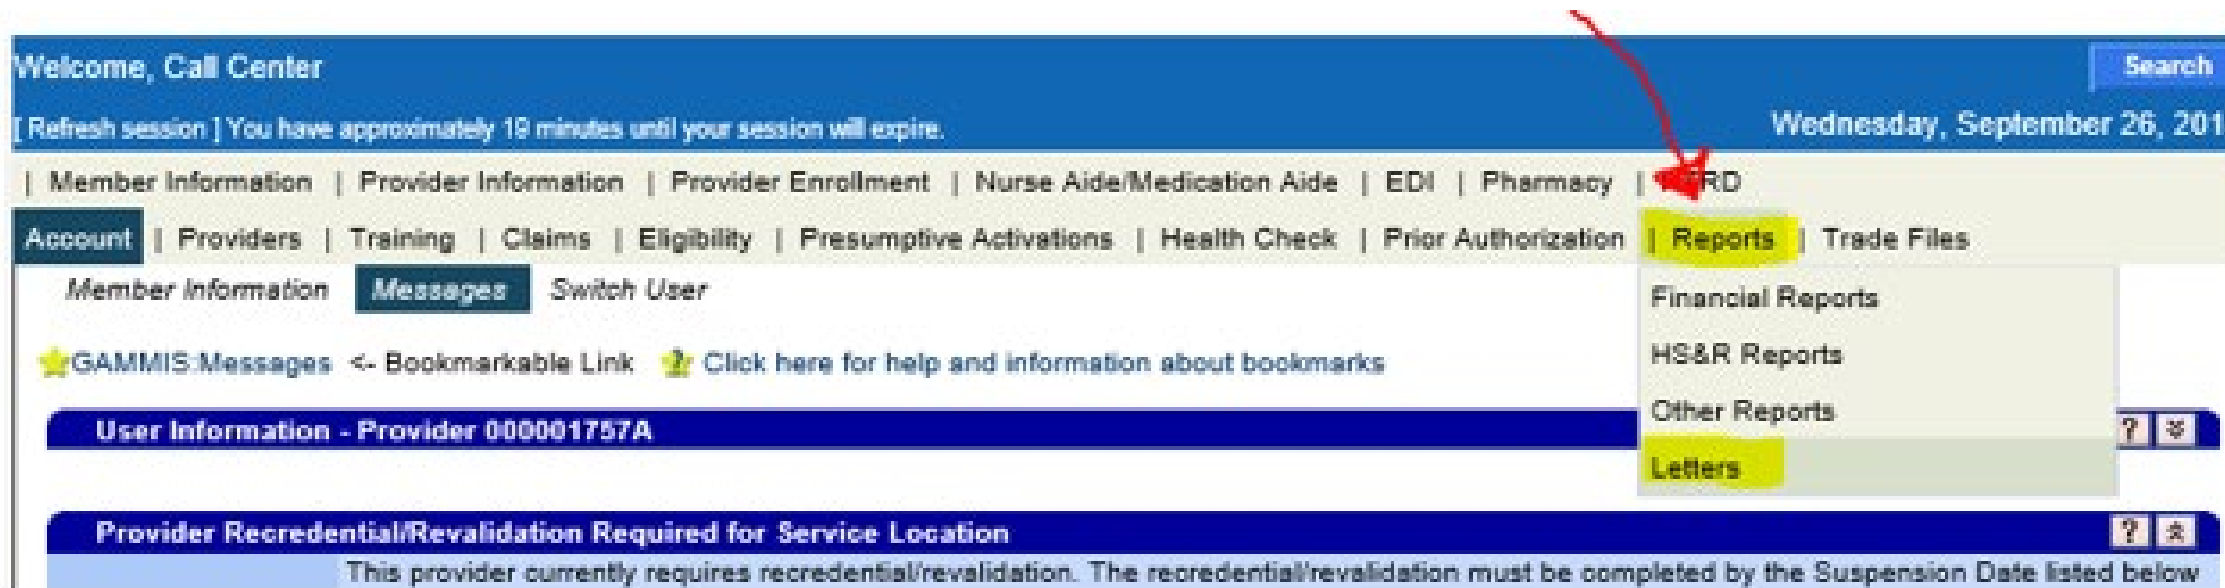 Welcome, Call Center
Search
[ Refresh session ] You have approximately 19 minutes until your session will expire.
Wednesday, September 26, 201
| Member Information | Provider Information | Provider Enrollment | Nurse Aide/Medication Aide | EDI | Pharmacy |
Account | Providers | Training | Claims | Eligibility | Presumptive Activations | Health Check | Prior Authorization | Reports | Trade Files
Member Information Messages Switch User
Financial Reports
HS&R Reports
Other Reports
Letters
GAMMIS:Messages <- Bookmarkable Link ? Click here for help and information about bookmarks
User Information - Provider 000001757A
?
Provider Recredential/Revalidation Required for Service Location
?
This provider currently requires recredential/revalidation. The recredential/revalidation must be completed by the Suspension Date listed below